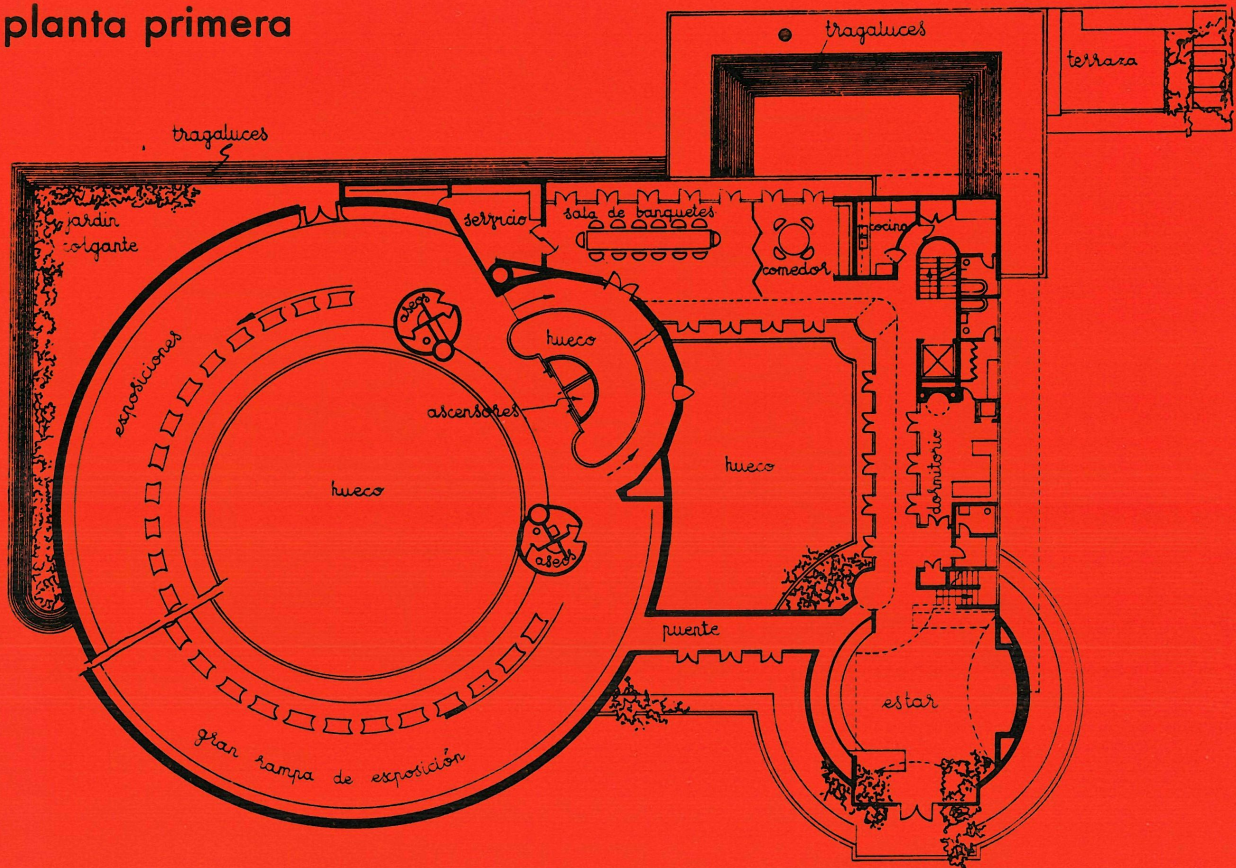 planta primera
tragaluces
terraza
tragaluces
jardin
colgante
servicio
sala de banquetes
cocina
comedor
aseos
hueco
exposiciones
ascensores
hueco
hueco
dormitorio
aseos
puente
estar
gran rampa de exposición